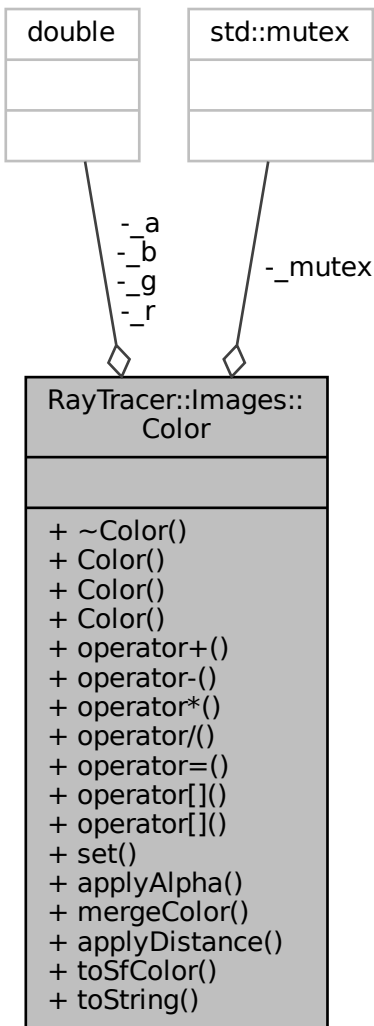 double
std::mutex
-_a
-_b
-_g
-_r
-_mutex
RayTracer::Images::
Color
+ ~Color()
+ Color()
+ Color()
+ Color()
+ operator+()
+ operator-()
+ operator*()
+ operator/()
+ operator=()
+ operator[]()
+ operator[]()
+ set()
+ applyAlpha()
+ mergeColor()
+ applyDistance()
+ toSfColor()
+ toString()